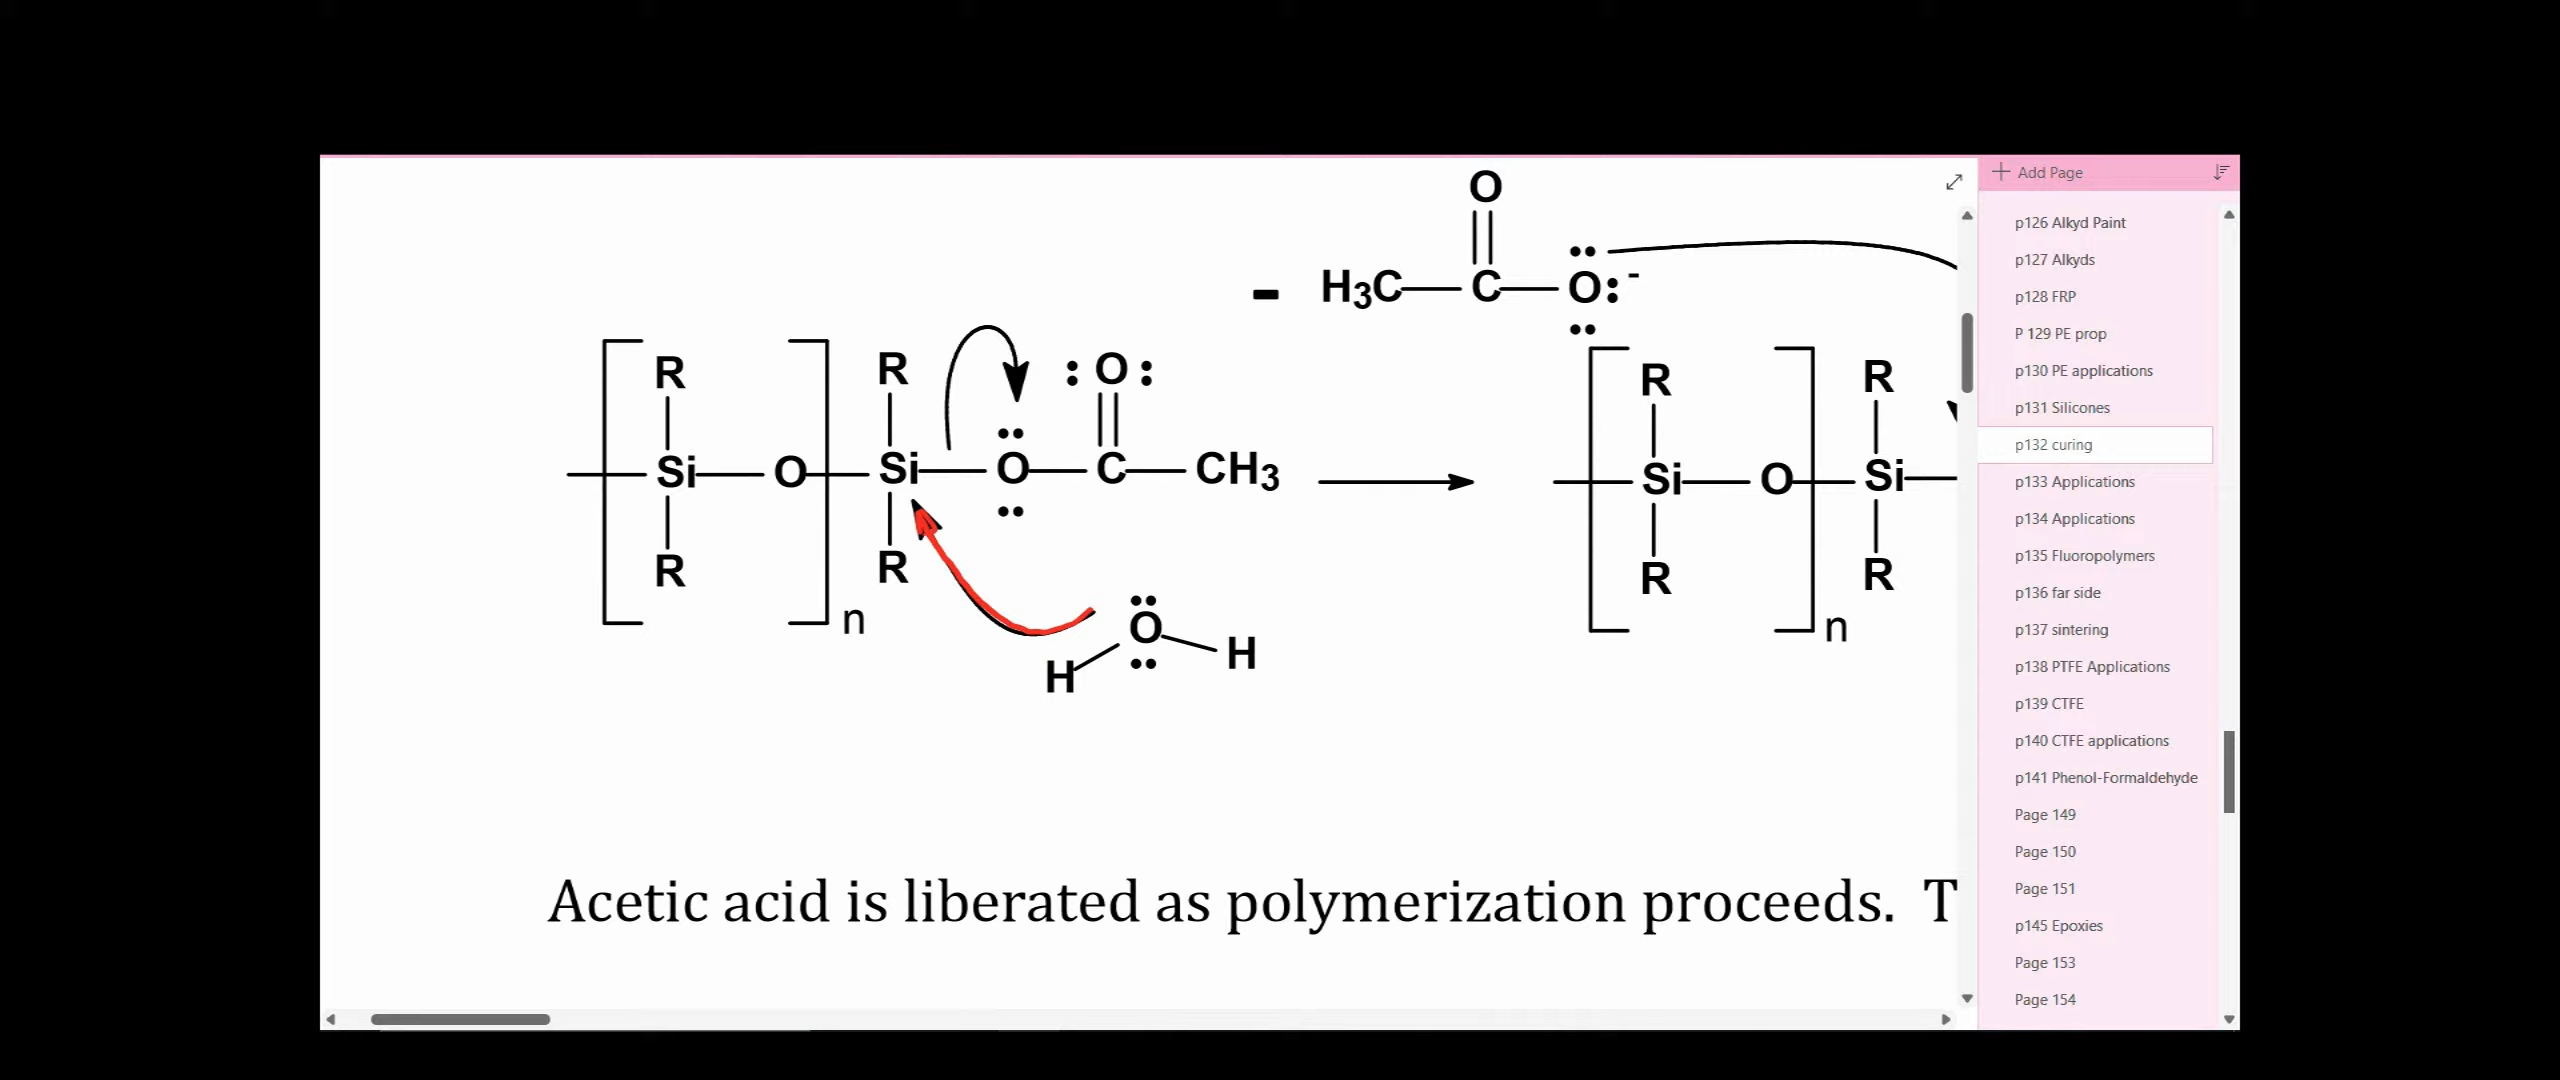 O
H3C C O: -
-
R R : O :
Si O Si O C CH3
R R
n
O
H H
R R
Si O Si
R R
n
Acetic acid is liberated as polymerization proceeds. T
Add Page
p126 Alkyd Paint
p127 Alkyds
p128 FRP
P 129 PE prop
p130 PE applications
p131 Silicones
p132 curing
p133 Applications
p134 Applications
p135 Fluoropolymers
p136 far side
p137 sintering
p138 PTFE Applications
p139 CTFE
p140 CTFE applications
p141 Phenol-Formaldehyde
Page 149
Page 150
Page 151
p145 Epoxies
Page 153
Page 154